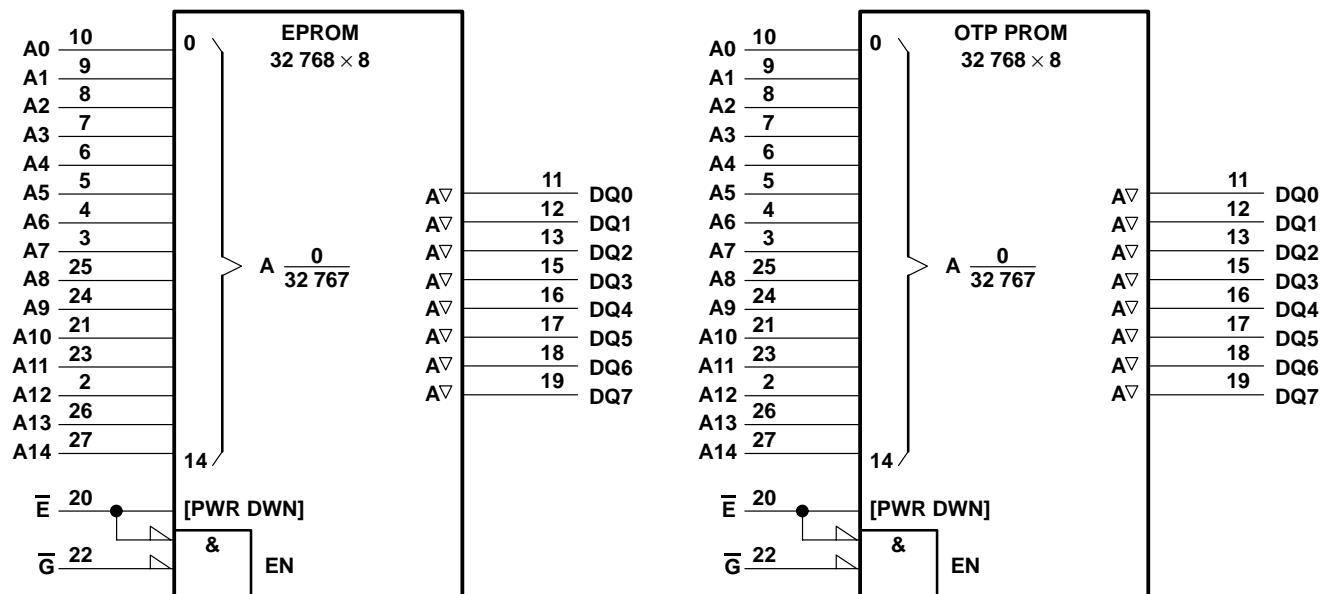 EPROM
32 768 × 8
A0 10
A1 9
A2 8
A3 7
A4 6
A5 5
A6 4
A7 3
A8 25
A9 24
A10 21
A11 23
A12 2
A13 26
A14 27
0
14
A 0
32 767
A▽ 11 DQ0
A▽ 12 DQ1
A▽ 13 DQ2
A▽ 15 DQ3
A▽ 16 DQ4
A▽ 17 DQ5
A▽ 18 DQ6
A▽ 19 DQ7
E̅ 20 [PWR DWN]
&
G̅ 22 EN
OTP PROM
32 768 × 8
A0 10
A1 9
A2 8
A3 7
A4 6
A5 5
A6 4
A7 3
A8 25
A9 24
A10 21
A11 23
A12 2
A13 26
A14 27
0
14
A 0
32 767
A▽ 11 DQ0
A▽ 12 DQ1
A▽ 13 DQ2
A▽ 15 DQ3
A▽ 16 DQ4
A▽ 17 DQ5
A▽ 18 DQ6
A▽ 19 DQ7
E̅ 20 [PWR DWN]
&
G̅ 22 EN